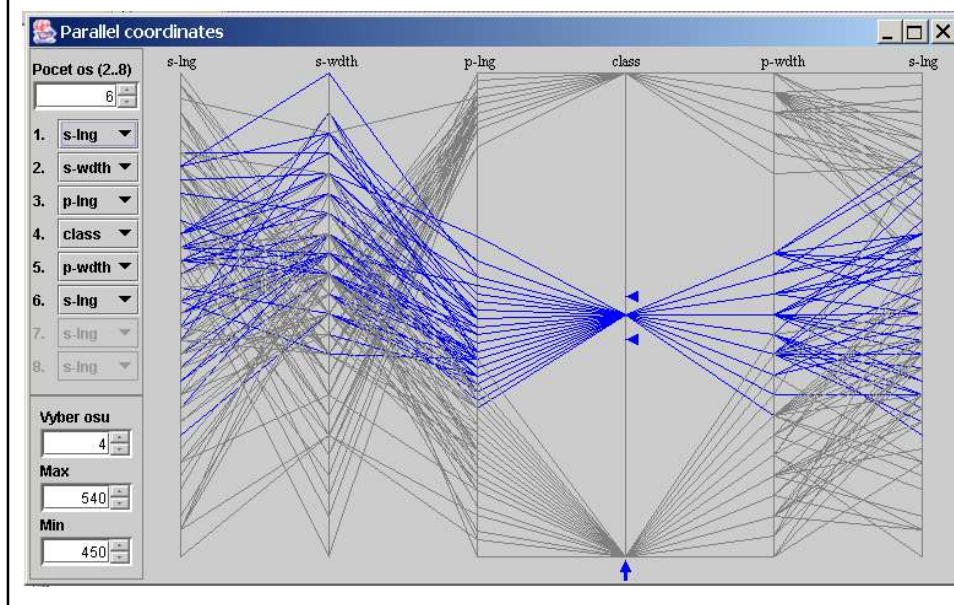 Parallel coordinates
Pocet os (2..8)
6
1. s-lng
2. s-wdth
3. p-lng
4. class
5. p-wdth
6. s-lng
7. s-lng
8. s-lng
Vyber osu
4
Max
540
Min
450
s-lng s-wdth p-lng class p-wdth s-lng